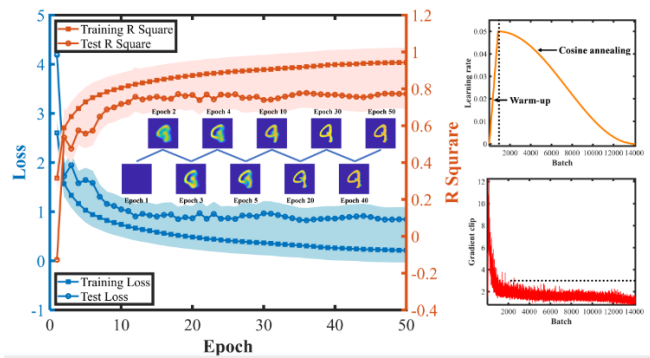 5
4
3
2
1
0
-1
Loss
Training R Square
Test R Square
Epoch 2
Epoch 4
Epoch 10
Epoch 30
Epoch 50
Epoch 1
Epoch 3
Epoch 5
Epoch 20
Epoch 40
Training Loss
Test Loss
0
10
20
30
40
50
Epoch
1.2
1
0.8
0.6
0.4
0.2
0
-0.2
-0.4
R Squrare
0.05
0.04
0.03
0.02
0.01
0
Learning rate
Cosine annealing
Warm-up
2000 4000 6000 8000 10000 12000 14000
Batch
12
10
8
6
4
2
Gradient clip
2000 4000 6000 8000 10000 12000 14000
Batch